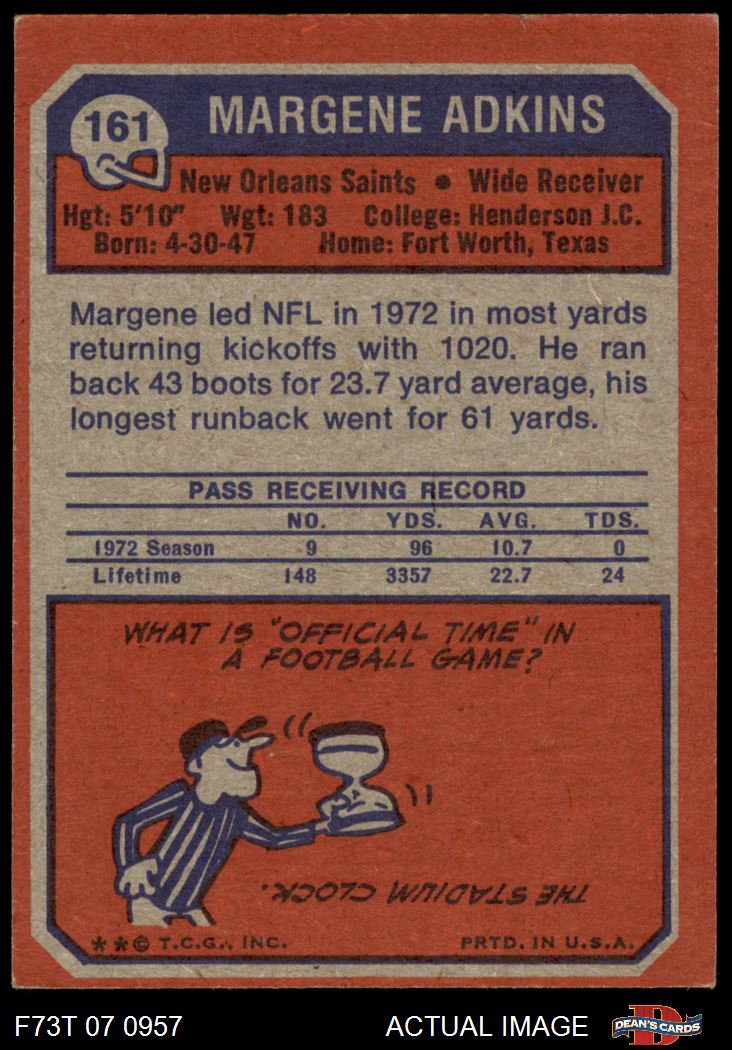 161
MARGENE ADKINS
New Orleans Saints • Wide Receiver
Hgt: 5'10" Wgt: 183 College: Henderson J.C.
Born: 4-30-47 Home: Fort Worth, Texas
Margene led NFL in 1972 in most yards
returning kickoffs with 1020. He ran
back 43 boots for 23.7 yard average, his
longest runback went for 61 yards.
PASS RECEIVING RECORD
NO. YDS. AVG. TDS.
1972 Season 9 96 10.7 0
Lifetime 148 3357 22.7 24
WHAT IS "OFFICIAL TIME" IN
A FOOTBALL GAME?
THE STADIUM CLOCK.
**© T.C.G., INC. PRTD. IN U.S.A.
F73T 07 0957 ACTUAL IMAGE
D
DEAN'S CARDS